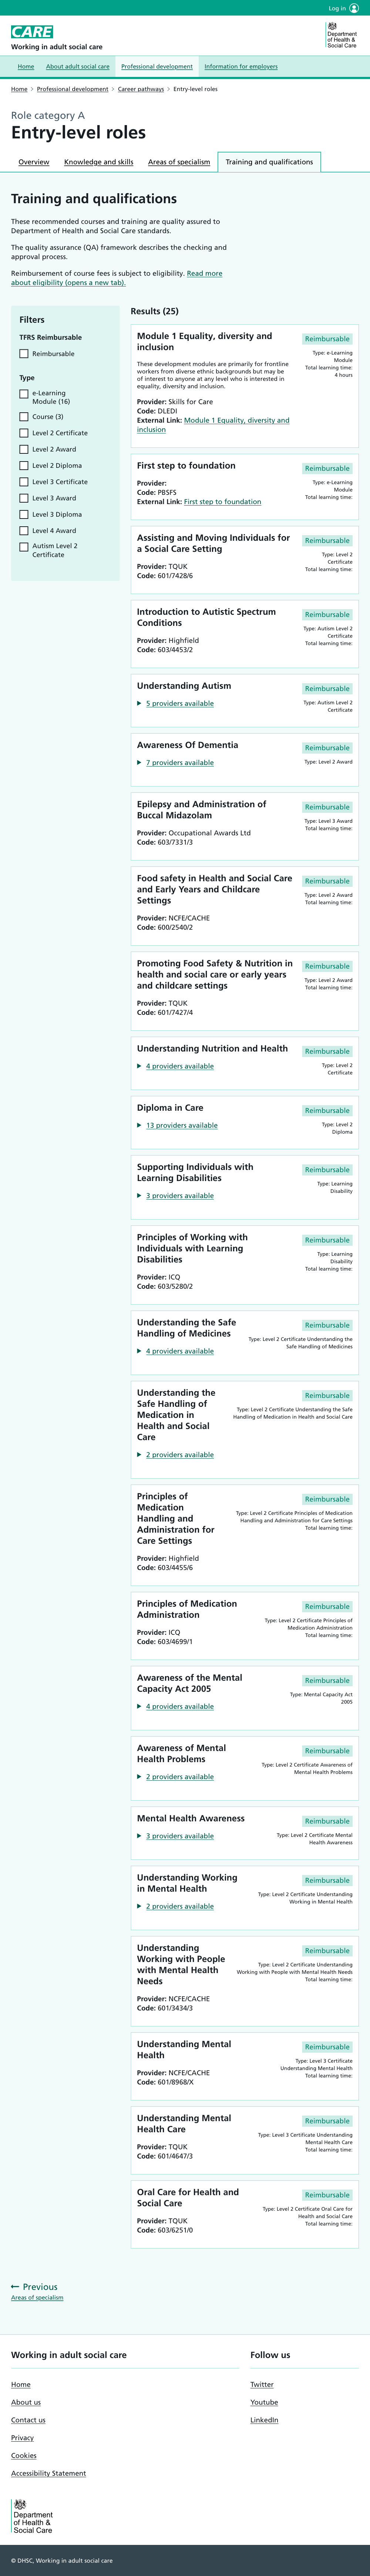 Log in
CARE
Working in adult social care
Department
of Health &
Social Care
Home
About adult social care
Professional development
Information for employers
Home > Professional development > Career pathways > Entry-level roles
Role category A
Entry-level roles
Overview
Knowledge and skills
Areas of specialism
Training and qualifications
Training and qualifications
These recommended courses and training are quality assured to
Department of Health and Social Care standards.
The quality assurance (QA) framework describes the checking and
approval process.
Reimbursement of course fees is subject to eligibility. Read more
about eligibility (opens a new tab).
Filters
TFRS Reimbursable
Reimbursable
Type
e-Learning
Module (16)
Course (3)
Level 2 Certificate
Level 2 Award
Level 2 Diploma
Level 3 Certificate
Level 3 Award
Level 3 Diploma
Level 4 Award
Autism Level 2
Certificate
Results (25)
Module 1 Equality, diversity and
inclusion
These development modules are primarily for frontline
workers from diverse ethnic backgrounds but may be
of interest to anyone at any level who is interested in
equality, diversity and inclusion.
Provider: Skills for Care
Code: DLEDI
External Link: Module 1 Equality, diversity and
inclusion
Reimbursable
Type: e-Learning
Module
Total learning time:
4 hours
First step to foundation
Provider:
Code: PBSFS
External Link: First step to foundation
Reimbursable
Type: e-Learning
Module
Total learning time:
Assisting and Moving Individuals for
a Social Care Setting
Provider: TQUK
Code: 601/7428/6
Reimbursable
Type: Level 2
Certificate
Total learning time:
Introduction to Autistic Spectrum
Conditions
Provider: Highfield
Code: 603/4453/2
Reimbursable
Type: Autism Level 2
Certificate
Total learning time:
Understanding Autism
5 providers available
Reimbursable
Type: Autism Level 2
Certificate
Awareness Of Dementia
7 providers available
Reimbursable
Type: Level 2 Award
Epilepsy and Administration of
Buccal Midazolam
Provider: Occupational Awards Ltd
Code: 603/7331/3
Reimbursable
Type: Level 3 Award
Total learning time:
Food safety in Health and Social Care
and Early Years and Childcare
Settings
Provider: NCFE/CACHE
Code: 600/2540/2
Reimbursable
Type: Level 2 Award
Total learning time:
Promoting Food Safety & Nutrition in
health and social care or early years
and childcare settings
Provider: TQUK
Code: 601/7427/4
Reimbursable
Type: Level 2 Award
Total learning time:
Understanding Nutrition and Health
4 providers available
Reimbursable
Type: Level 2
Certificate
Diploma in Care
13 providers available
Reimbursable
Type: Level 2
Diploma
Supporting Individuals with
Learning Disabilities
3 providers available
Reimbursable
Type: Learning
Disability
Principles of Working with
Individuals with Learning
Disabilities
Provider: ICQ
Code: 603/5280/2
Reimbursable
Type: Learning
Disability
Total learning time:
Understanding the Safe
Handling of Medicines
4 providers available
Reimbursable
Type: Level 2 Certificate Understanding the
Safe Handling of Medicines
Understanding the
Safe Handling of
Medication in
Health and Social
Care
2 providers available
Reimbursable
Type: Level 2 Certificate Understanding the Safe
Handling of Medication in Health and Social Care
Principles of
Medication
Handling and
Administration for
Care Settings
Provider: Highfield
Code: 603/4455/6
Reimbursable
Type: Level 2 Certificate Principles of Medication
Handling and Administration for Care Settings
Total learning time:
Principles of Medication
Administration
Provider: ICQ
Code: 603/4699/1
Reimbursable
Type: Level 2 Certificate Principles of
Medication Administration
Total learning time:
Awareness of the Mental
Capacity Act 2005
4 providers available
Reimbursable
Type: Mental Capacity Act
2005
Awareness of Mental
Health Problems
2 providers available
Reimbursable
Type: Level 2 Certificate Awareness of
Mental Health Problems
Mental Health Awareness
3 providers available
Reimbursable
Type: Level 2 Certificate Mental
Health Awareness
Understanding Working
in Mental Health
2 providers available
Reimbursable
Type: Level 2 Certificate Understanding
Working in Mental Health
Understanding
Working with People
with Mental Health
Needs
Provider: NCFE/CACHE
Code: 601/3434/3
Reimbursable
Type: Level 2 Certificate Understanding
Working with People with Mental Health Needs
Total learning time:
Understanding Mental
Health
Provider: NCFE/CACHE
Code: 601/8968/X
Reimbursable
Type: Level 3 Certificate
Understanding Mental Health
Total learning time:
Understanding Mental
Health Care
Provider: TQUK
Code: 601/4647/3
Reimbursable
Type: Level 3 Certificate Understanding
Mental Health Care
Total learning time:
Oral Care for Health and
Social Care
Provider: TQUK
Code: 603/6251/0
Reimbursable
Type: Level 2 Certificate Oral Care for
Health and Social Care
Total learning time:
Previous
Areas of specialism
Working in adult social care
Home
About us
Contact us
Privacy
Cookies
Accessibility Statement
Follow us
Twitter
Youtube
LinkedIn
Department
of Health &
Social Care
© DHSC, Working in adult social care